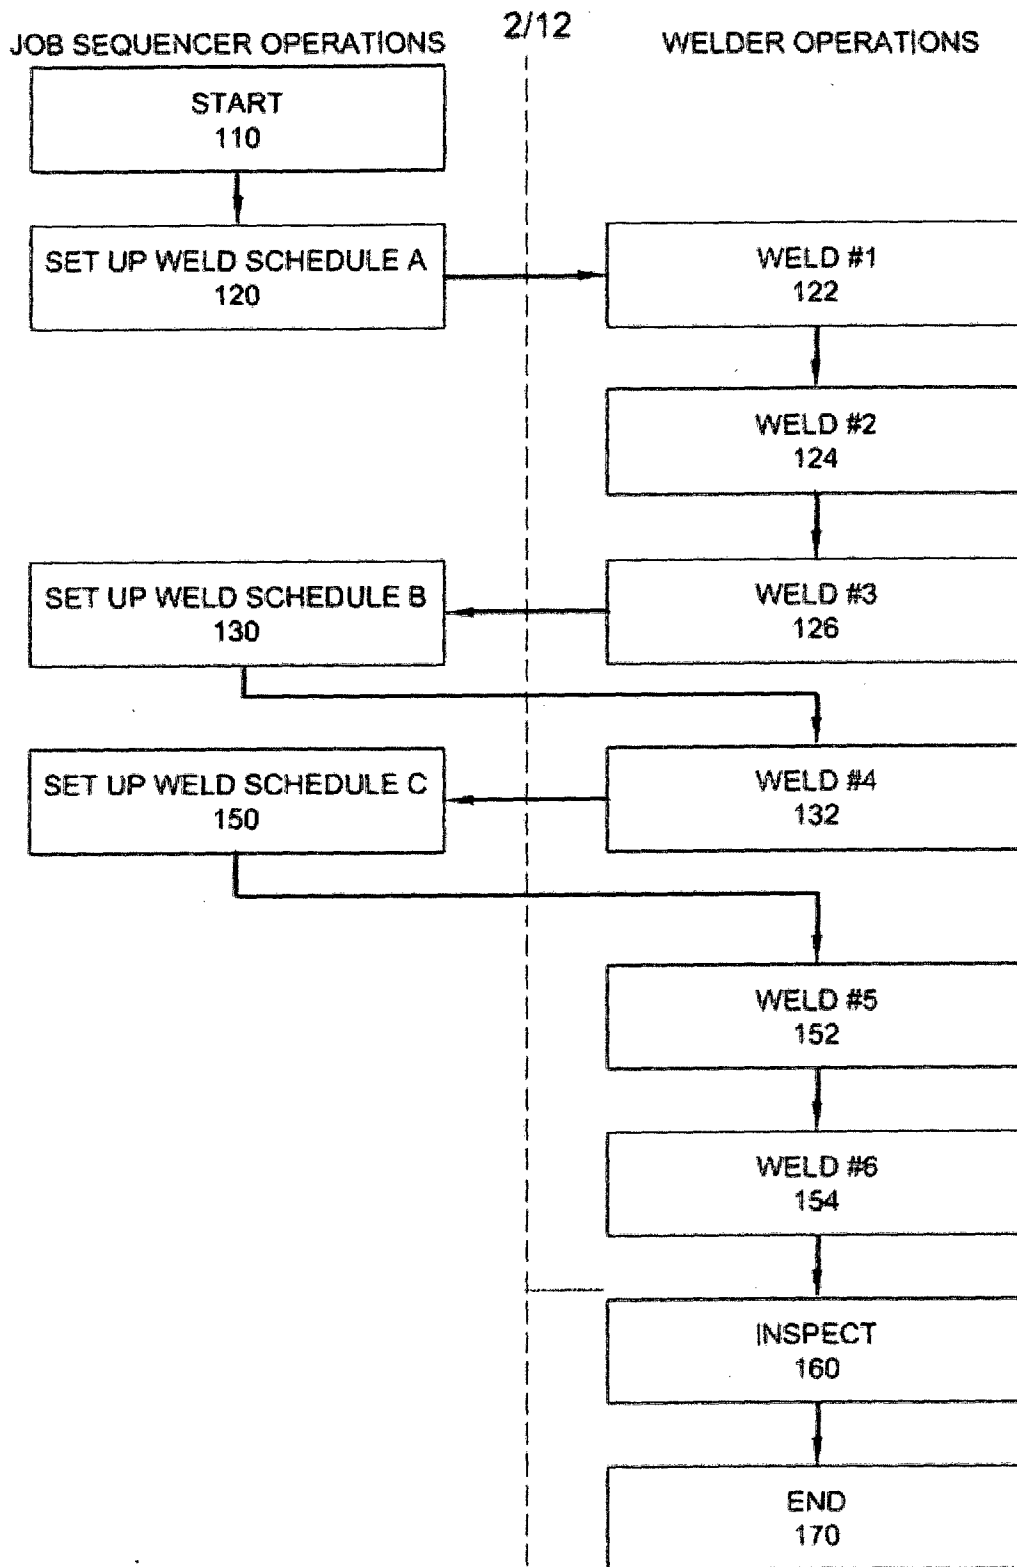 2/12
JOB SEQUENCER OPERATIONS
WELDER OPERATIONS
START
110
SET UP WELD SCHEDULE A
120
WELD #1
122
WELD #2
124
WELD #3
126
SET UP WELD SCHEDULE B
130
WELD #4
132
SET UP WELD SCHEDULE C
150
WELD #5
152
WELD #6
154
INSPECT
160
END
170